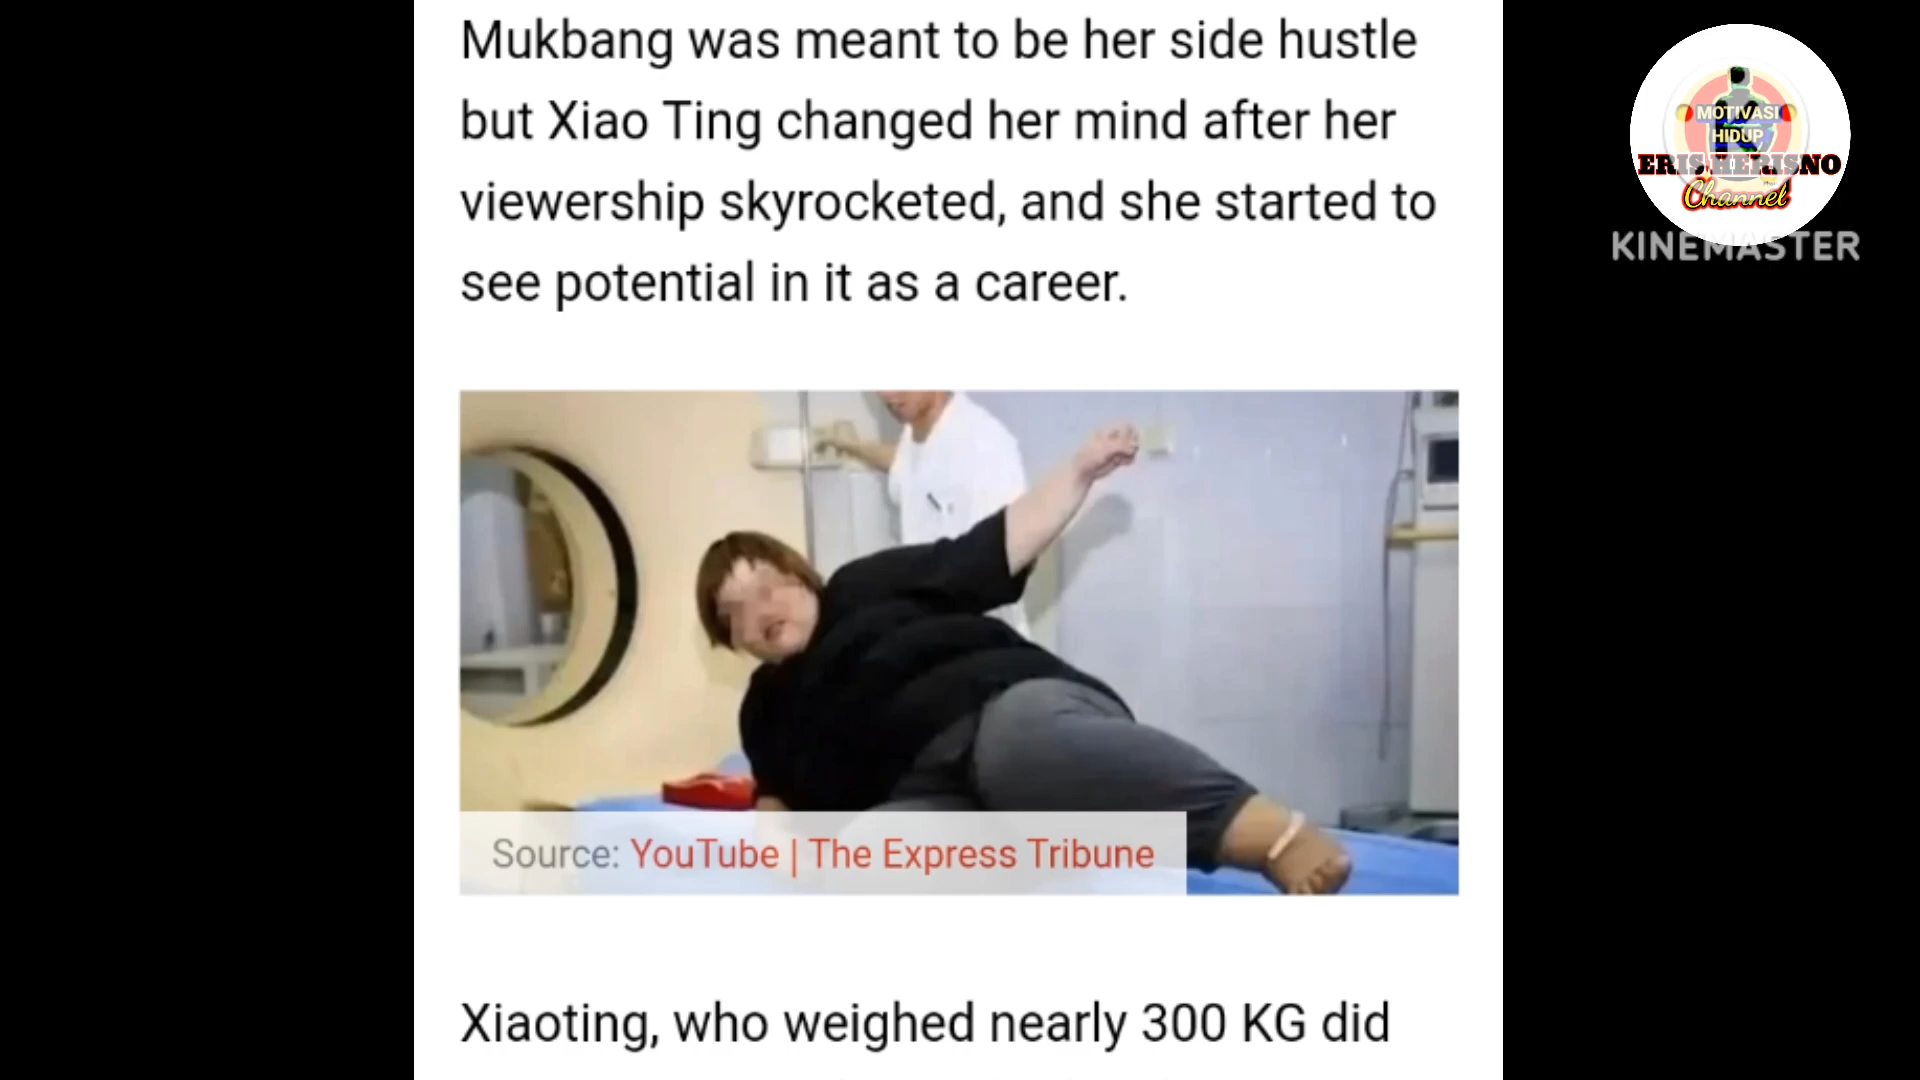 Mukbang was meant to be her side hustle
but Xiao Ting changed her mind after her
viewership skyrocketed, and she started to
see potential in it as a career.
MOTIVASI
HIDUP
ERIS HERISNO
Channel
KINEMASTER
Source: YouTube | The Express Tribune
Xiaoting, who weighed nearly 300 KG did